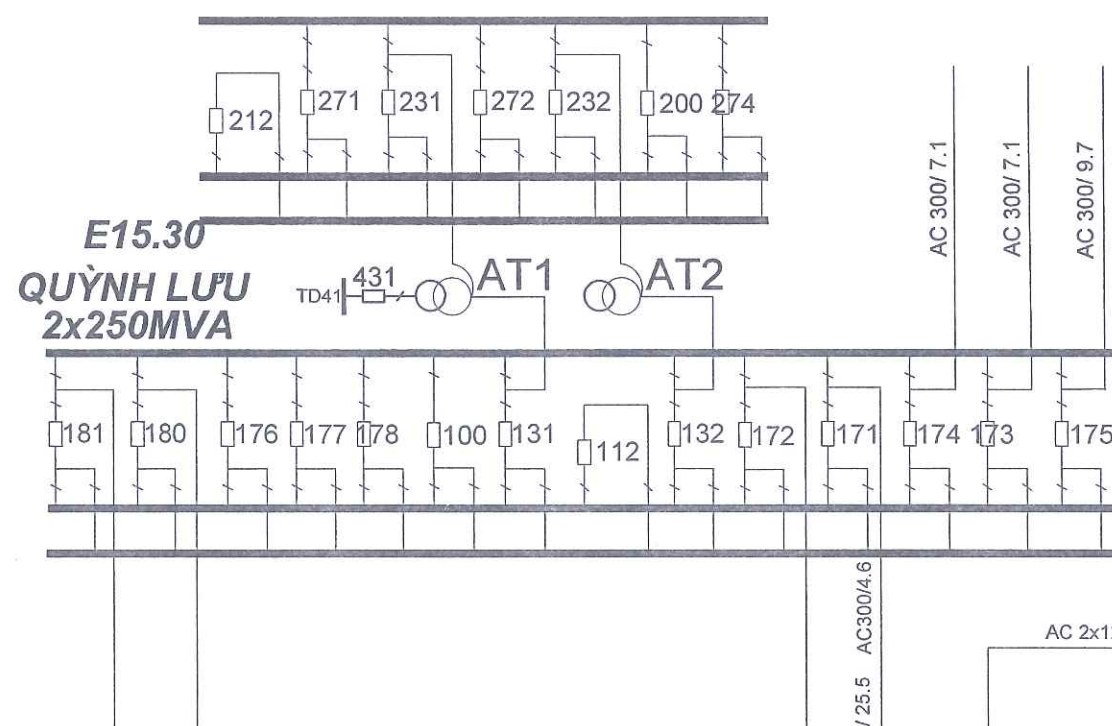 271 231 272 232 200 274
212
AC 300/ 7.1
AC 300/ 7.1
AC 300/ 9.7
E15.30
QUỲNH LƯU
2x250MVA
TD41 431 AT1 AT2
181 180 176 177 178 100 131 112 132 172 171 174 173 175
AC300/4.6
/ 25.5
AC 2x1